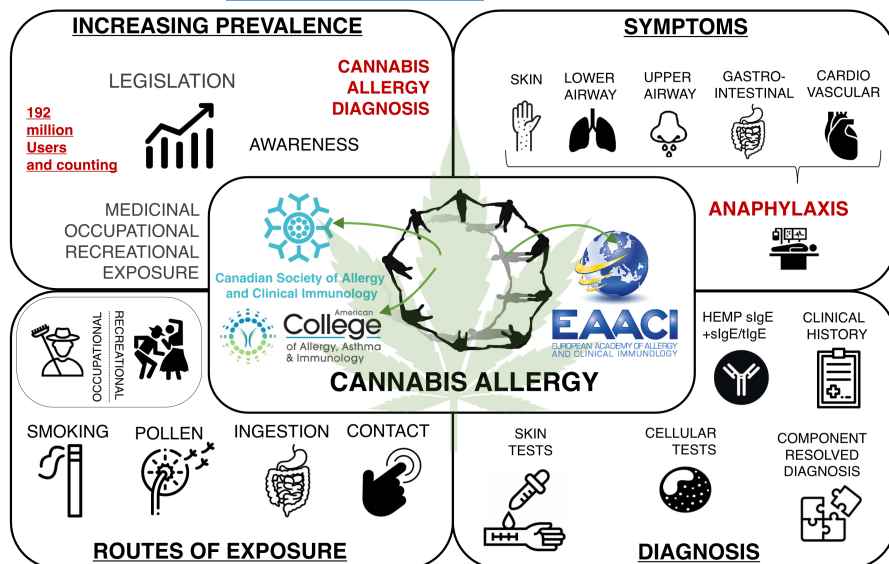 INCREASING PREVALENCE
LEGISLATION
CANNABIS
ALLERGY
DIAGNOSIS
192
million
Users
and counting
AWARENESS
MEDICINAL
OCCUPATIONAL
RECREATIONAL
EXPOSURE
SYMPTOMS
SKIN
LOWER
AIRWAY
UPPER
AIRWAY
GASTRO-
INTESTINAL
CARDIO
VASCULAR
ANAPHYLAXIS
Canadian Society of Allergy
and Clinical Immunology
American
College
of Allergy, Asthma
& Immunology
EAACI
EUROPEAN ACADEMY OF ALLERGY
AND CLINICAL IMMUNOLOGY
CANNABIS ALLERGY
RECREATIONAL
OCCUPATIONAL
SMOKING
POLLEN
INGESTION
CONTACT
ROUTES OF EXPOSURE
HEMP sIgE
+sIgE/tIgE
CLINICAL
HISTORY
SKIN
TESTS
CELLULAR
TESTS
COMPONENT
RESOLVED
DIAGNOSIS
DIAGNOSIS